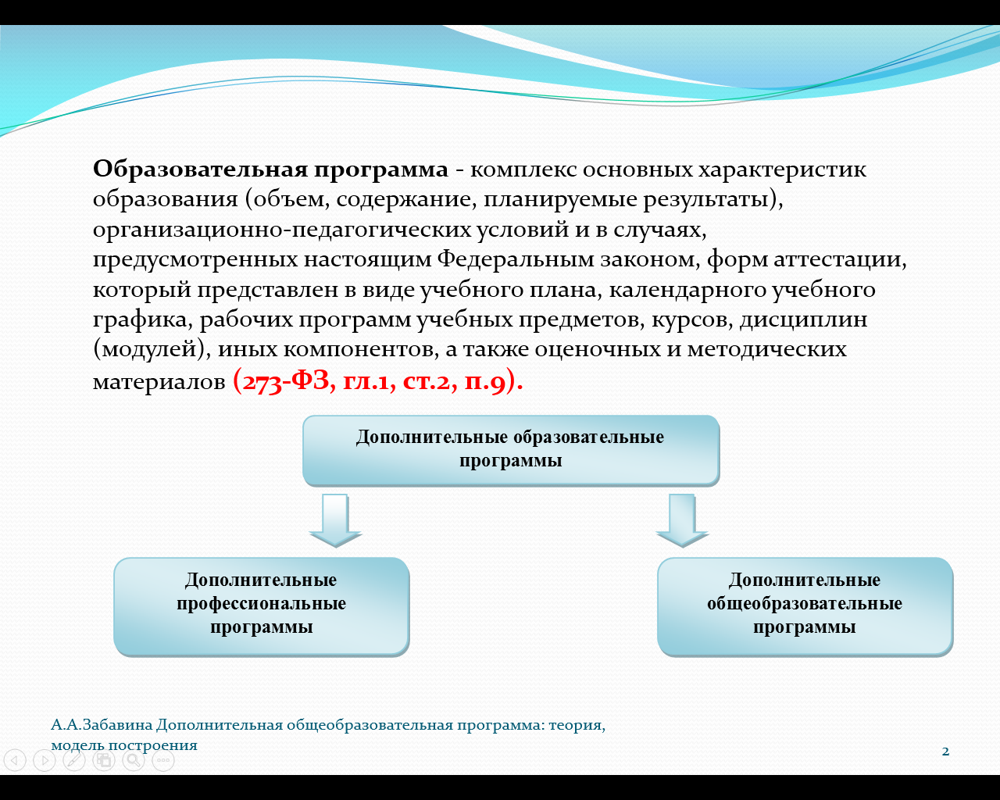 Образовательная программа - комплекс основных характеристик
образования (объем, содержание, планируемые результаты),
организационно-педагогических условий и в случаях,
предусмотренных настоящим Федеральным законом, форм аттестации,
который представлен в виде учебного плана, календарного учебного
графика, рабочих программ учебных предметов, курсов, дисциплин
(модулей), иных компонентов, а также оценочных и методических
материалов (273-ФЗ, гл.1, ст.2, п.9).
Дополнительные образовательные
программы
Дополнительные
профессиональные
программы
Дополнительные
общеобразовательные
программы
А.А.Забавина Дополнительная общеобразовательная программа: теория,
модель построения
2